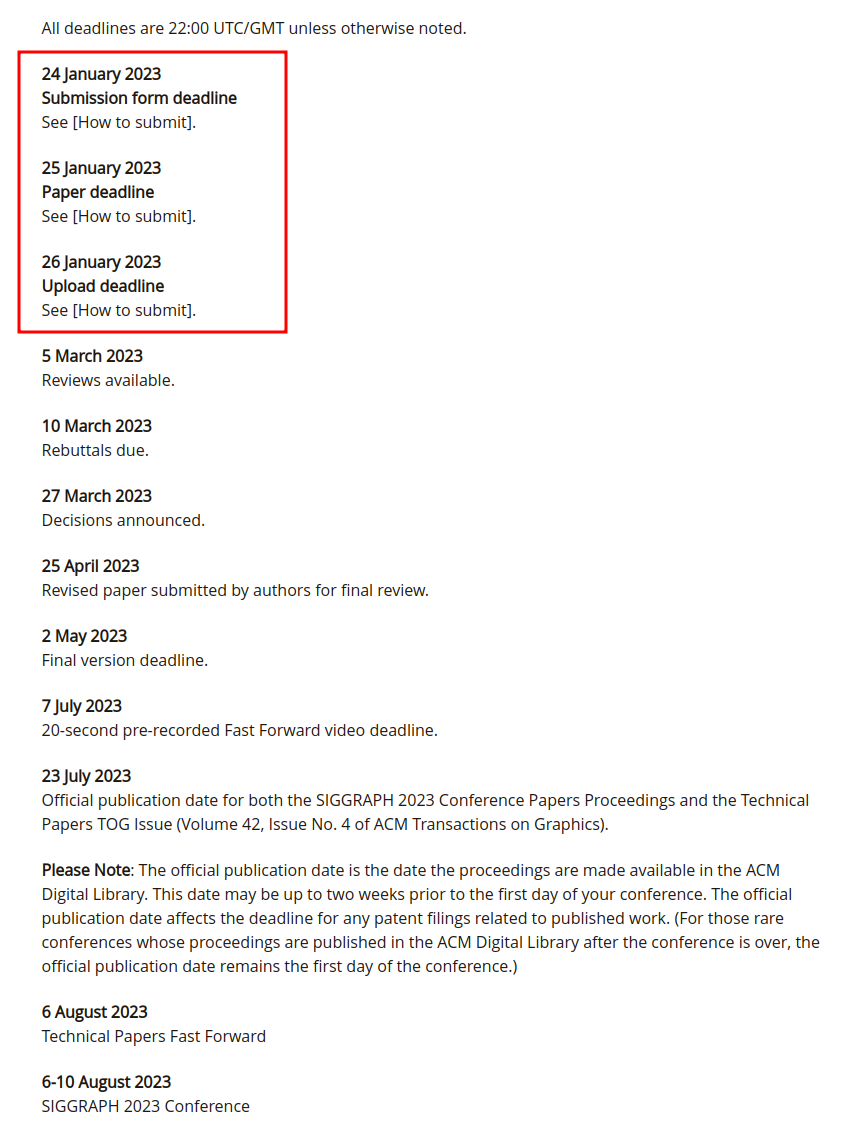 All deadlines are 22:00 UTC/GMT unless otherwise noted.
24 January 2023
Submission form deadline
See [How to submit].
25 January 2023
Paper deadline
See [How to submit].
26 January 2023
Upload deadline
See [How to submit].
5 March 2023
Reviews available.
10 March 2023
Rebuttals due.
27 March 2023
Decisions announced.
25 April 2023
Revised paper submitted by authors for final review.
2 May 2023
Final version deadline.
7 July 2023
20-second pre-recorded Fast Forward video deadline.
23 July 2023
Official publication date for both the SIGGRAPH 2023 Conference Papers Proceedings and the Technical
Papers TOG Issue (Volume 42, Issue No. 4 of ACM Transactions on Graphics).
Please Note: The official publication date is the date the proceedings are made available in the ACM
Digital Library. This date may be up to two weeks prior to the first day of your conference. The official
publication date affects the deadline for any patent filings related to published work. (For those rare
conferences whose proceedings are published in the ACM Digital Library after the conference is over, the
official publication date remains the first day of the conference.)
6 August 2023
Technical Papers Fast Forward
6-10 August 2023
SIGGRAPH 2023 Conference